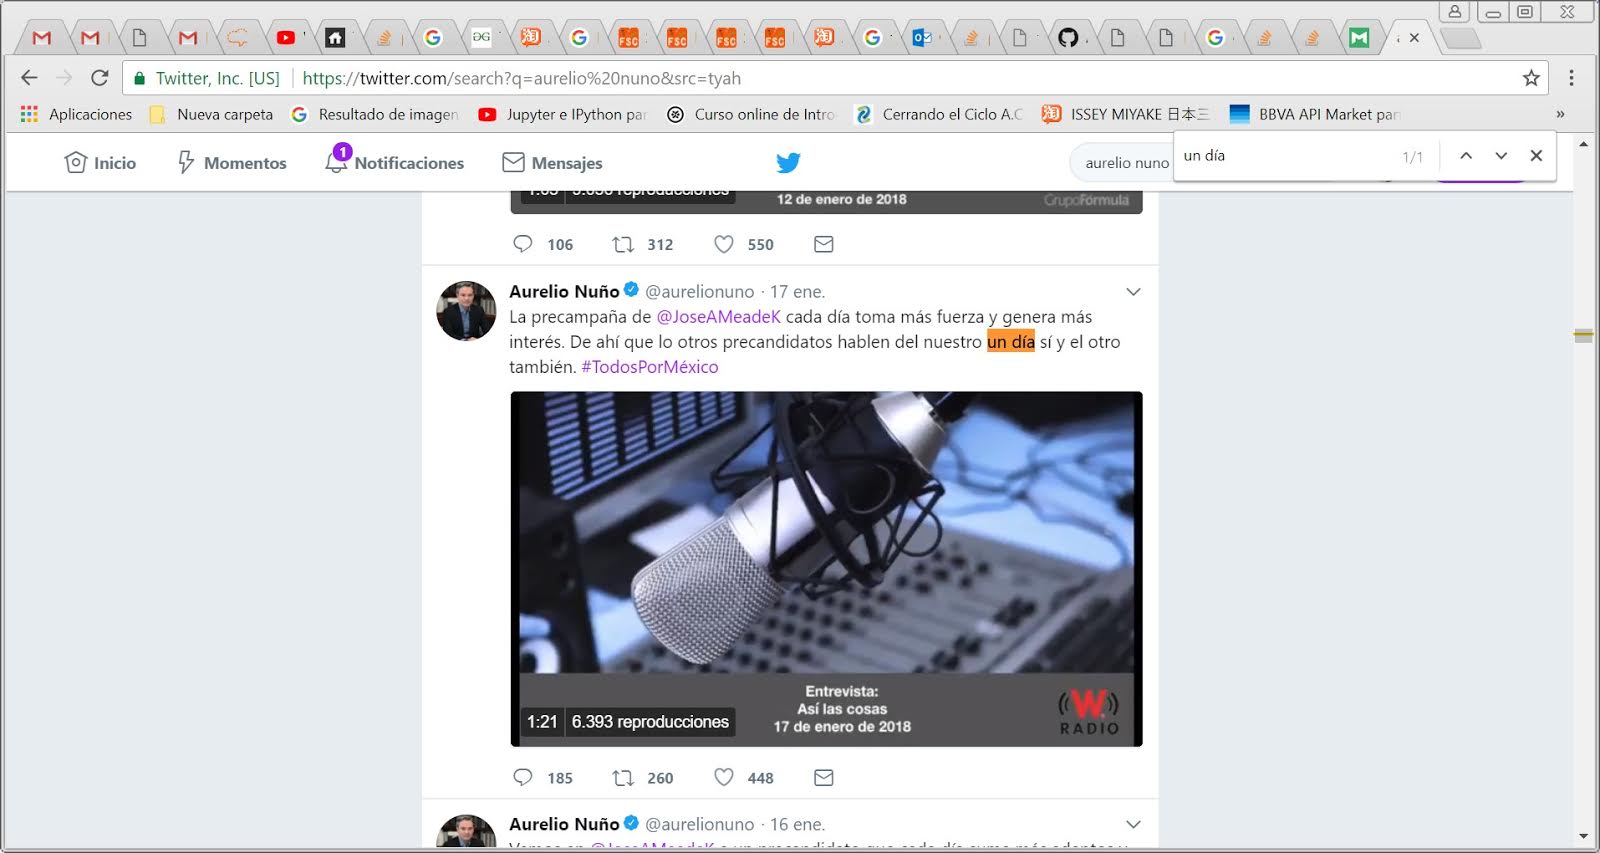 Twitter, Inc. [US] https://twitter.com/search?q=aurelio%20nuno&src=tyah
Aplicaciones Nueva carpeta Resultado de imagen Jupyter e IPython par Curso online de Intro Cerrando el Ciclo A.C ISSEY MIYAKE 日本三 BBVA API Market par »
Inicio Momentos 1 Notificaciones Mensajes aurelio nuno un día 1/1
reproducciones 12 de enero de 2018 GrupoFórmula
106 312 550
Aurelio Nuño @aurelionuno · 17 ene.
La precampaña de @JoseAMeadeK cada día toma más fuerza y genera más
interés. De ahí que lo otros precandidatos hablen del nuestro un día sí y el otro
también. #TodosPorMéxico
Entrevista:
Así las cosas
17 de enero de 2018
1:21 6.393 reproducciones
W RADIO
185 260 448
Aurelio Nuño @aurelionuno · 16 ene.